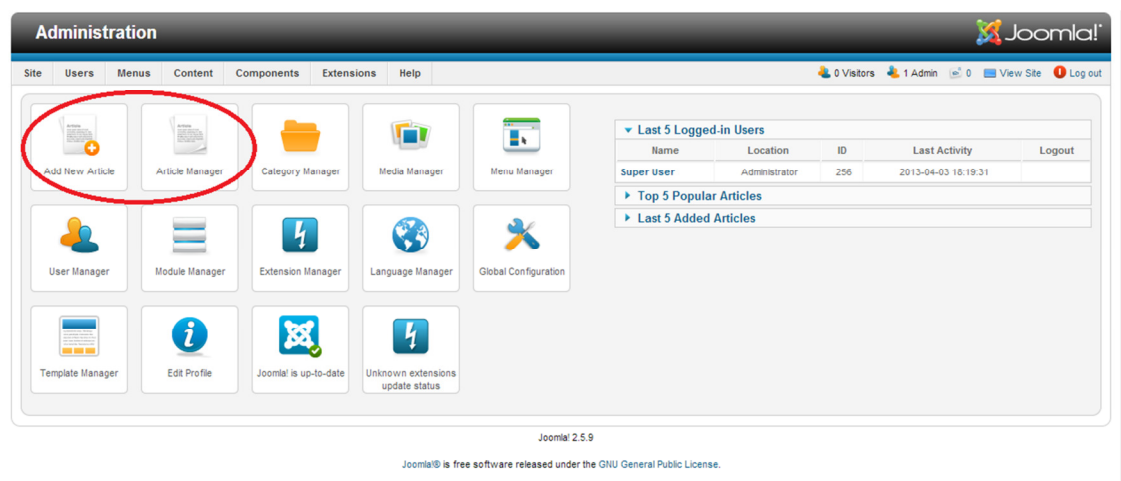 Administration
Joomla!
Site Users Menus Content Components Extensions Help
0 Visitors 1 Admin 0 View Site Log out
Add New Article Article Manager Category Manager Media Manager Menu Manager
User Manager Module Manager Extension Manager Language Manager Global Configuration
Template Manager Edit Profile Joomla! is up-to-date Unknown extensions
update status
Last 5 Logged-in Users
Name Location ID Last Activity Logout
Super User Administrator 256 2013-04-03 16:19:31
Top 5 Popular Articles
Last 5 Added Articles
Joomla! 2.5.9
Joomla!® is free software released under the GNU General Public License.